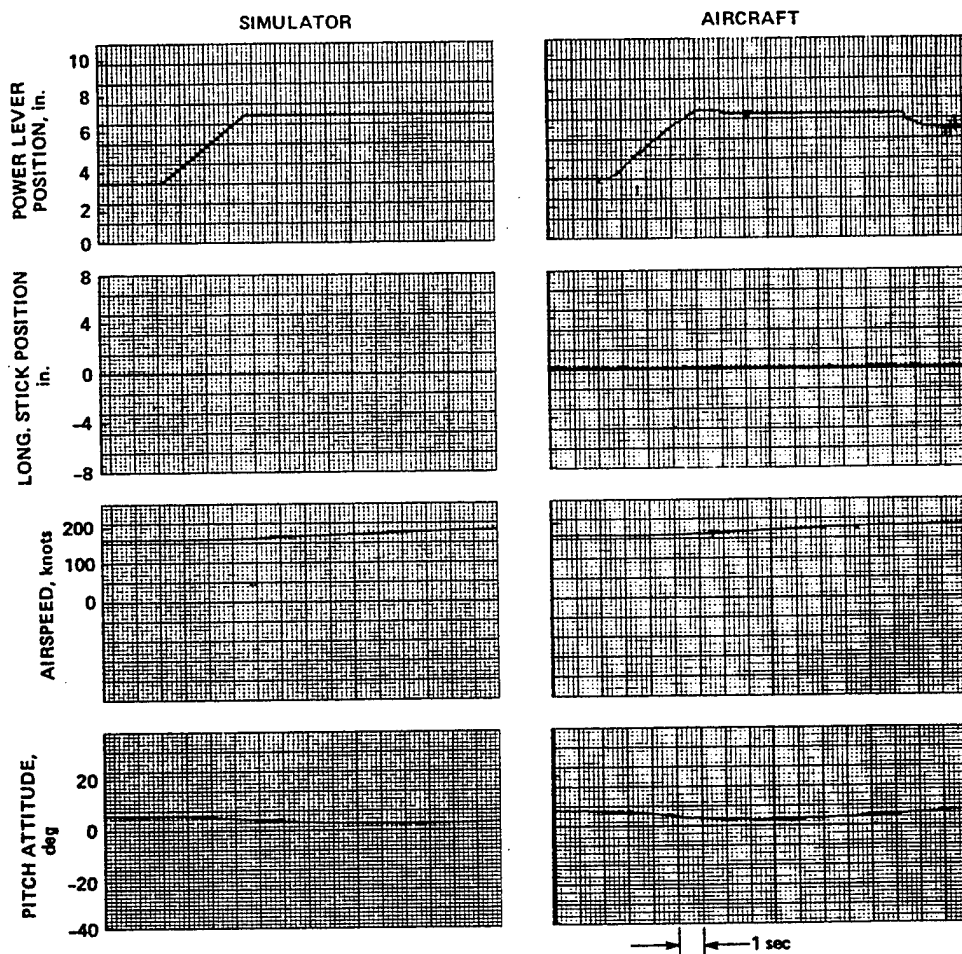 SIMULATOR
AIRCRAFT
POWER LEVER
POSITION, in.
10
8
6
4
2
0
LONG. STICK POSITION
in.
8
4
0
-4
-8
AIRSPEED, knots
200
100
0
PITCH ATTITUDE,
deg
20
0
-20
-40
1 sec